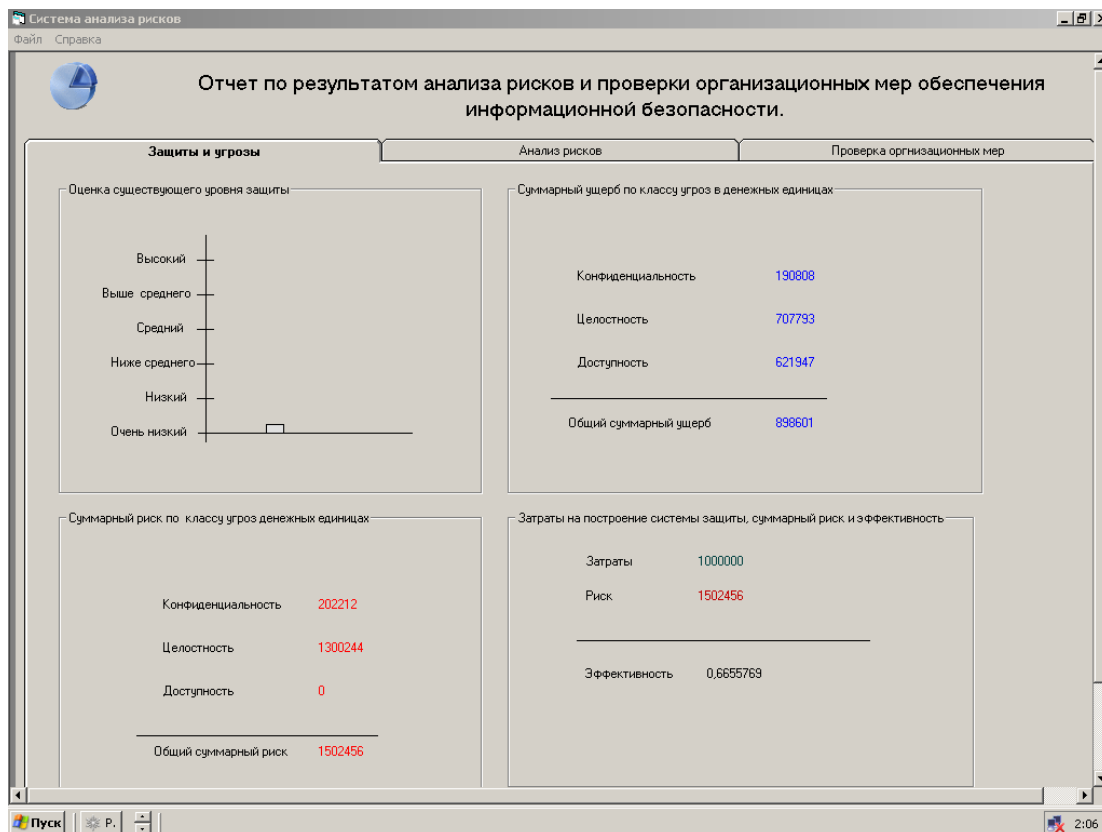 Система анализа рисков
Файл Справка
Отчет по результатом анализа рисков и проверки организационных мер обеспечения
информационной безопасности.
Защиты и угрозы
Анализ рисков
Проверка оргнизационных мер
Оценка существующего уровня защиты
Высокий
Выше среднего
Средний
Ниже среднего
Низкий
Очень низкий
Суммарный ущерб по классу угроз в денежных единицах
Конфиденциальность 190808
Целостность 707793
Доступность 621947
Общий суммарный ущерб 898601
Суммарный риск по классу угроз денежных единицах
Конфиденциальность 202212
Целостность 1300244
Доступность 0
Общий суммарный риск 1502456
Затраты на построение системы защиты, суммарный риск и эффективность
Затраты 1000000
Риск 1502456
Эффективность 0,6655769
Пуск
Р.
2:06